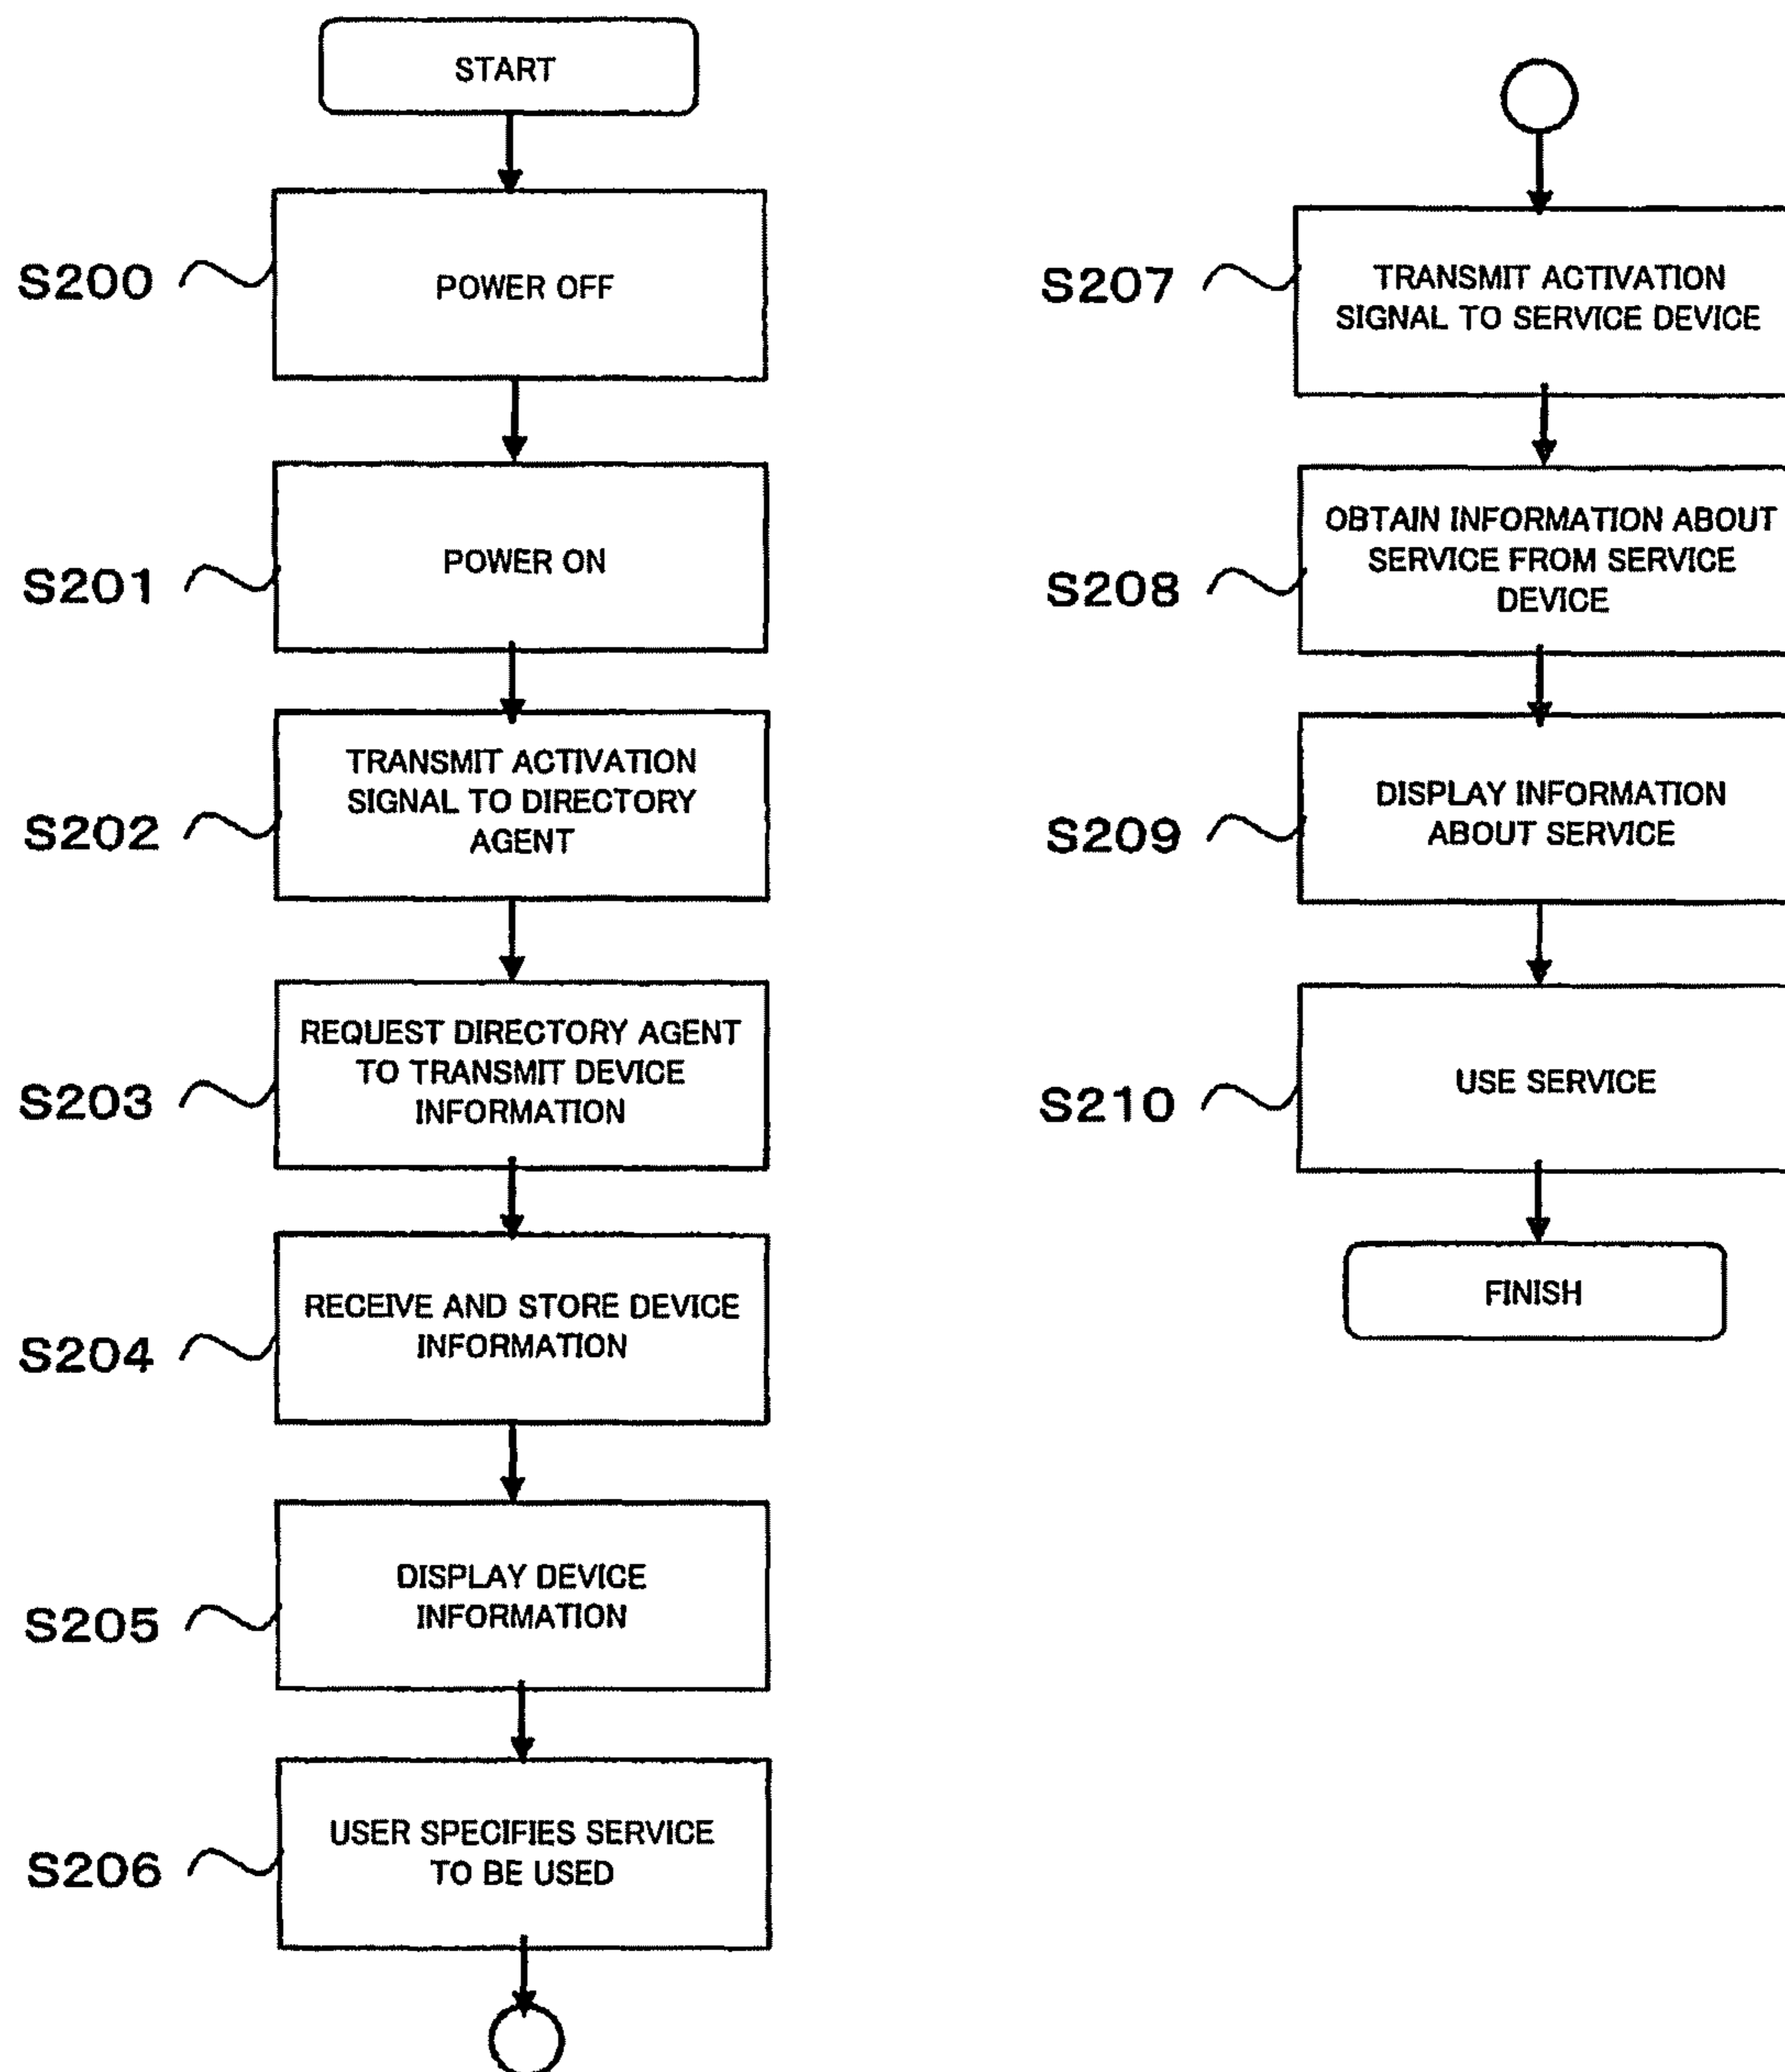 START
S200
POWER OFF
S201
POWER ON
S202
TRANSMIT ACTIVATION
SIGNAL TO DIRECTORY
AGENT
S203
REQUEST DIRECTORY AGENT
TO TRANSMIT DEVICE
INFORMATION
S204
RECEIVE AND STORE DEVICE
INFORMATION
S205
DISPLAY DEVICE
INFORMATION
S206
USER SPECIFIES SERVICE
TO BE USED
S207
TRANSMIT ACTIVATION
SIGNAL TO SERVICE DEVICE
S208
OBTAIN INFORMATION ABOUT
SERVICE FROM SERVICE
DEVICE
S209
DISPLAY INFORMATION
ABOUT SERVICE
S210
USE SERVICE
FINISH